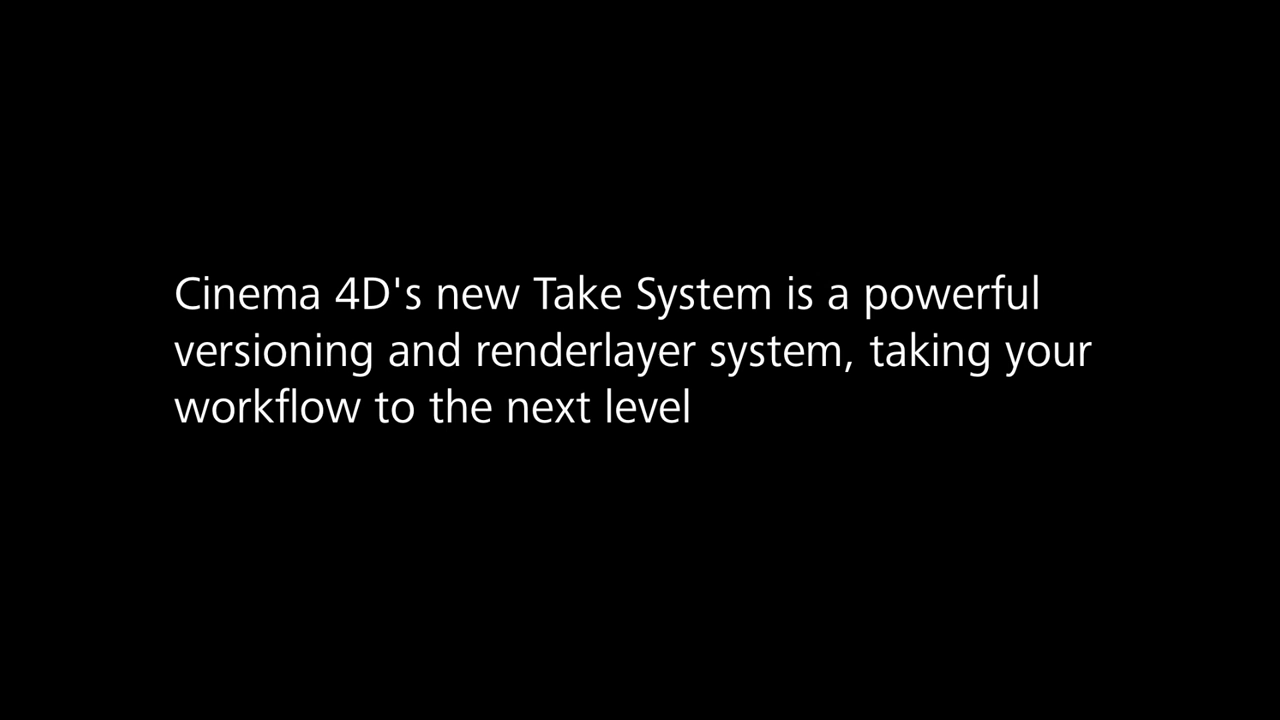 Cinema 4D's new Take System is a powerful
versioning and renderlayer system, taking your
workflow to the next level